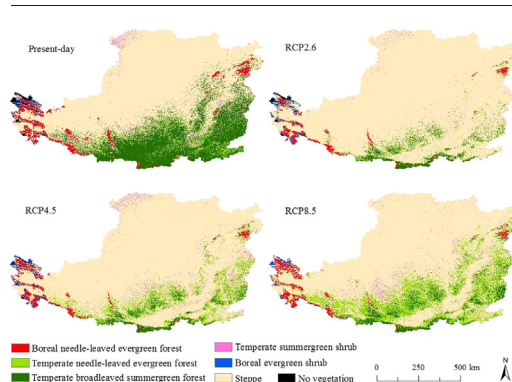 Present-day
RCP2.6
RCP4.5
RCP8.5
0 250 500 km
Boreal needle-leaved evergreen forest
Temperate summergreen shrub
Temperate needle-leaved evergreen forest
Boreal evergreen shrub
Temperate broadleaved summergreen forest
Steppe
No vegetation
N